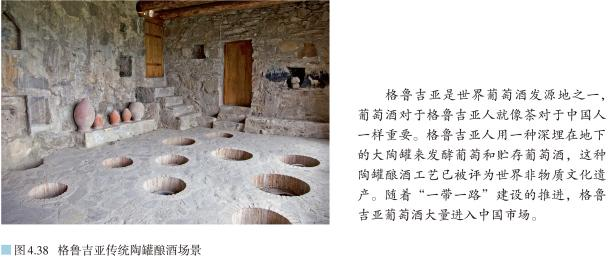 格鲁吉亚是世界葡萄酒发源地之一，
葡萄酒对于格鲁吉亚人就像茶对于中国人
一样重要。格鲁吉亚人用一种深埋在地下
的大陶罐来发酵葡萄和贮存葡萄酒，这种
陶罐酿酒工艺已被评为世界非物质文化遗
产。随着“一带一路”建设的推进，格鲁
吉亚葡萄酒大量进入中国市场。
图4.38 格鲁吉亚传统陶罐酿酒场景